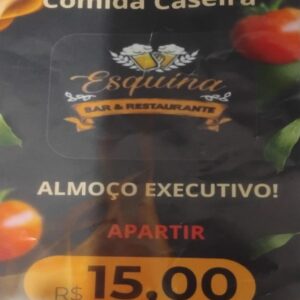 Comida Caseira
Esquina
BAR & RESTAURANTE
ALMOÇO EXECUTIVO!
APARTIR
R$ 15,00